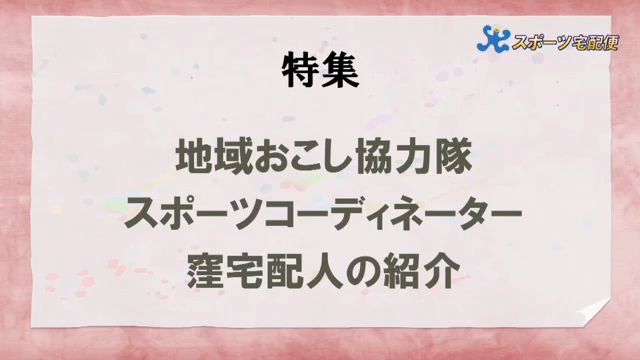 スポーツ宅配便
特集
地域おこし協力隊
スポーツコーディネーター
窪宅配人の紹介